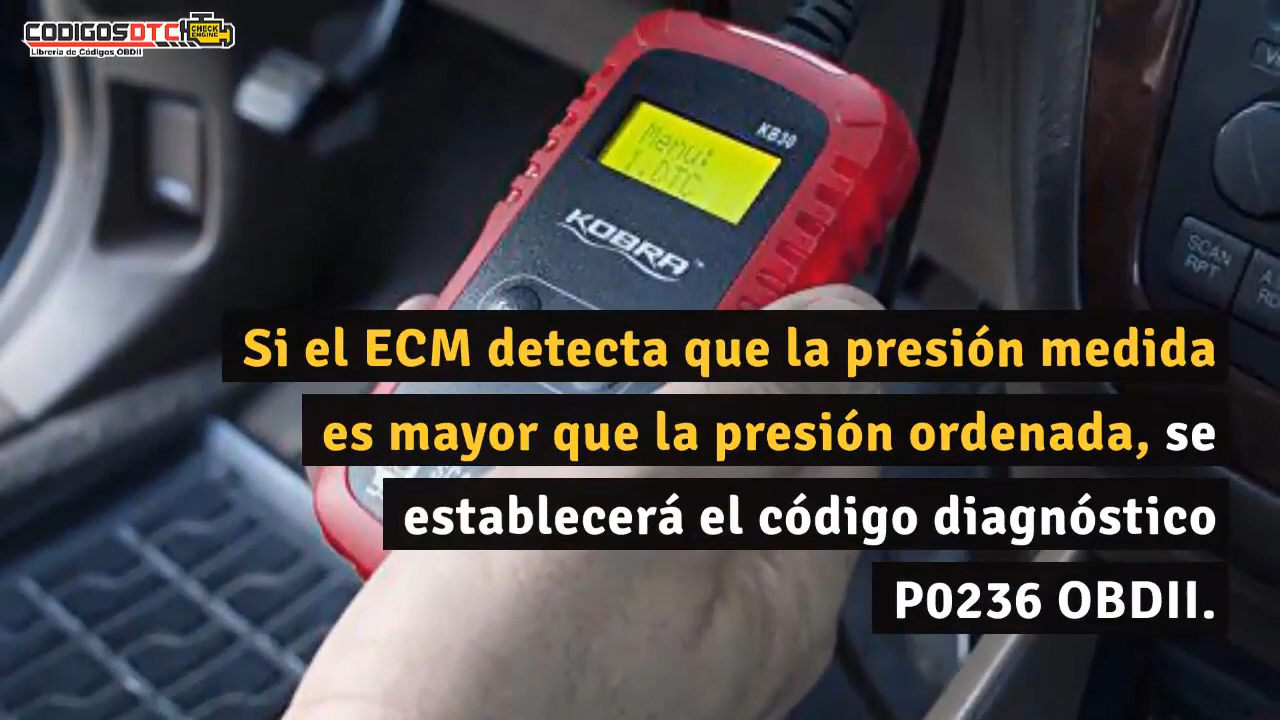 CODIGOSDTC
CHECK ENGINE
Librería de Códigos OBDII
KB30
Menu:
1.DTC
KOBRA
SCAN
RPT
Si el ECM detecta que la presión medida
es mayor que la presión ordenada, se
establecerá el código diagnóstico
P0236 OBDII.